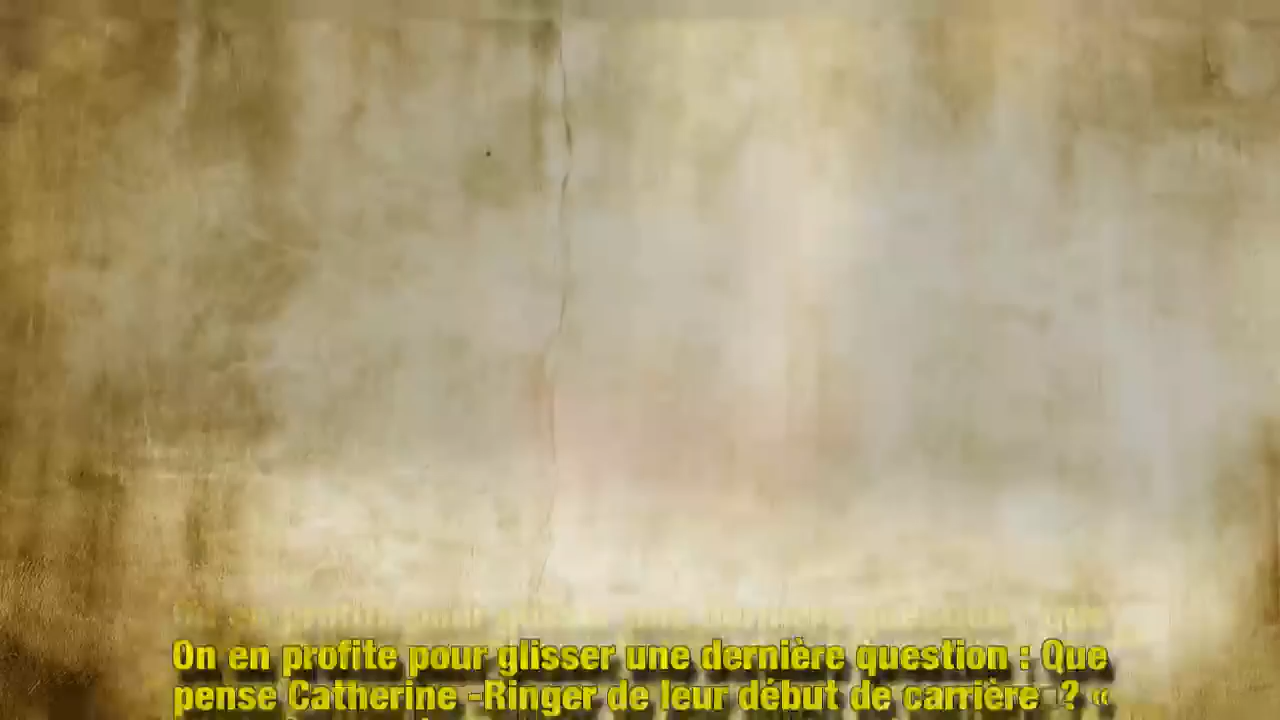 On en profite pour glisser une dernière question : Que
pense Catherine -Ringer de leur début de carrière ? «